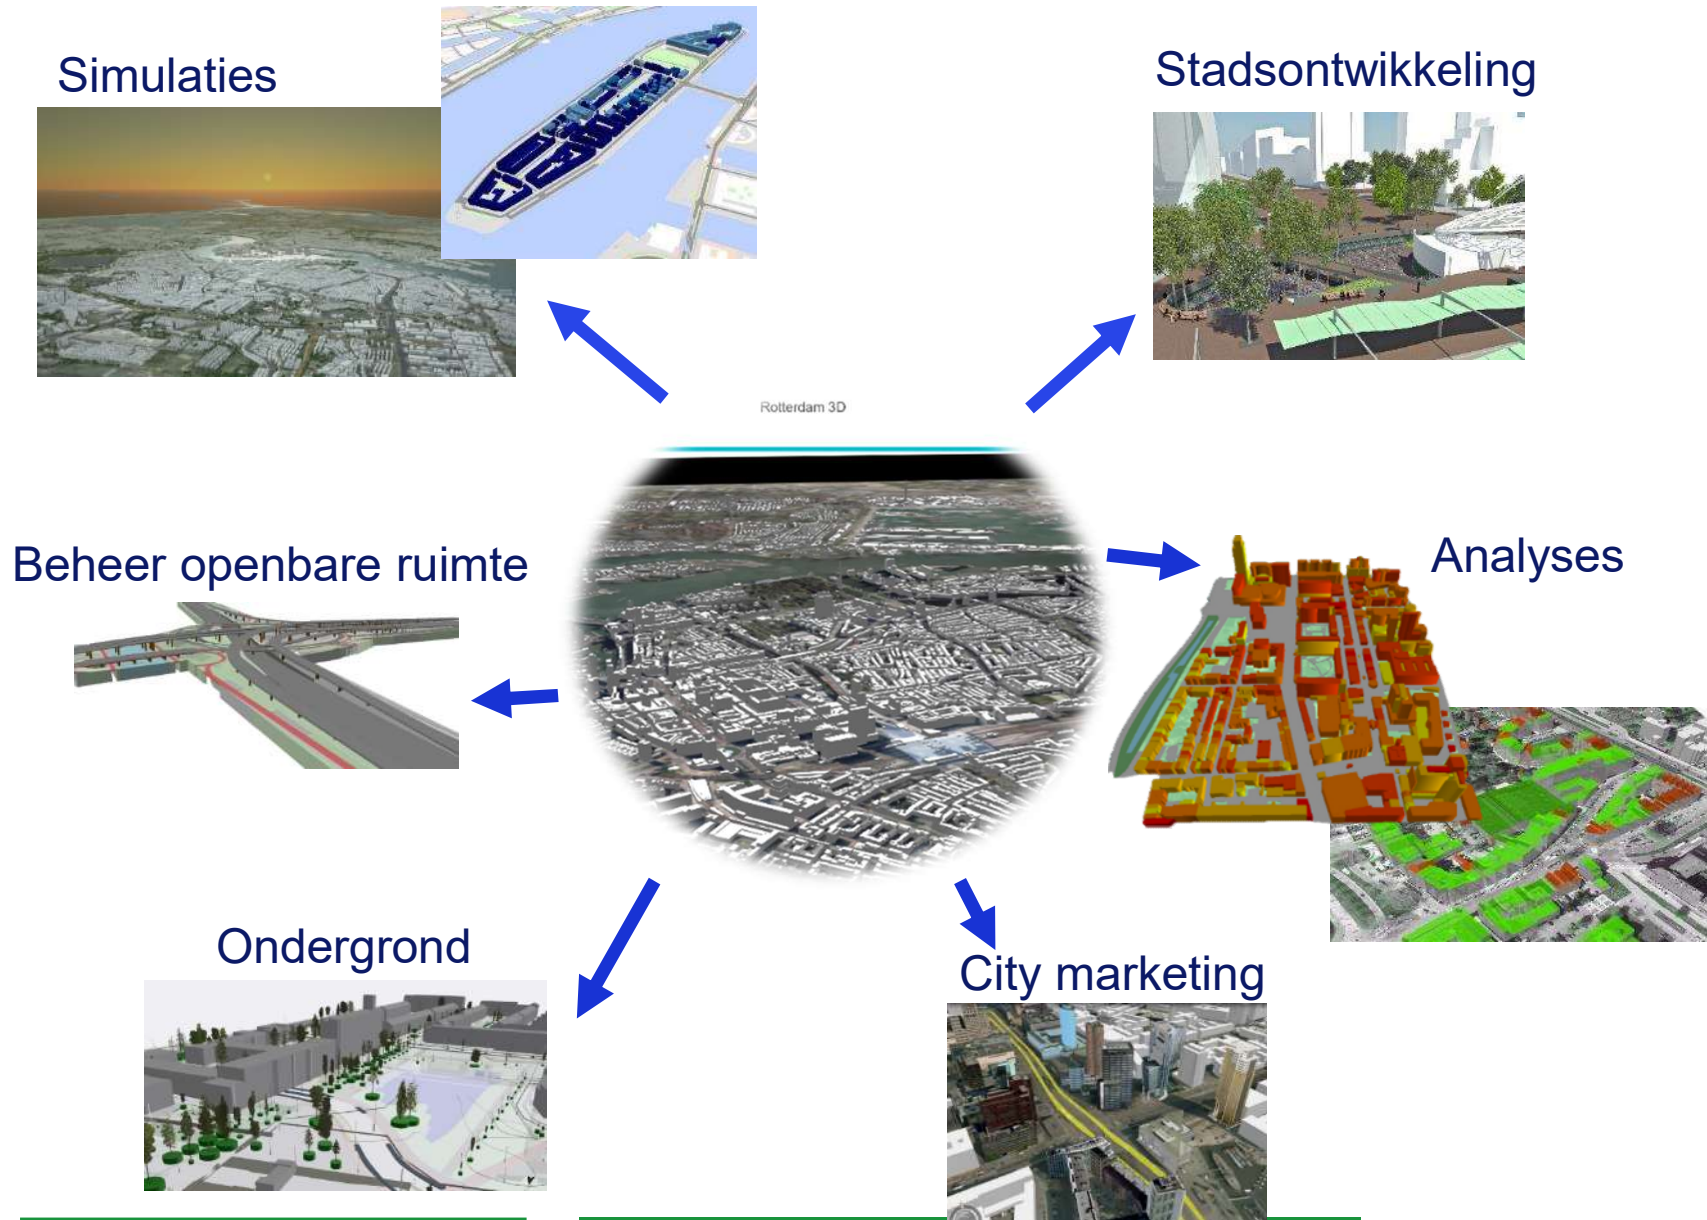 Simulaties
Stadsontwikkeling
Rotterdam 3D
Beheer openbare ruimte
Analyses
Ondergrond
City marketing